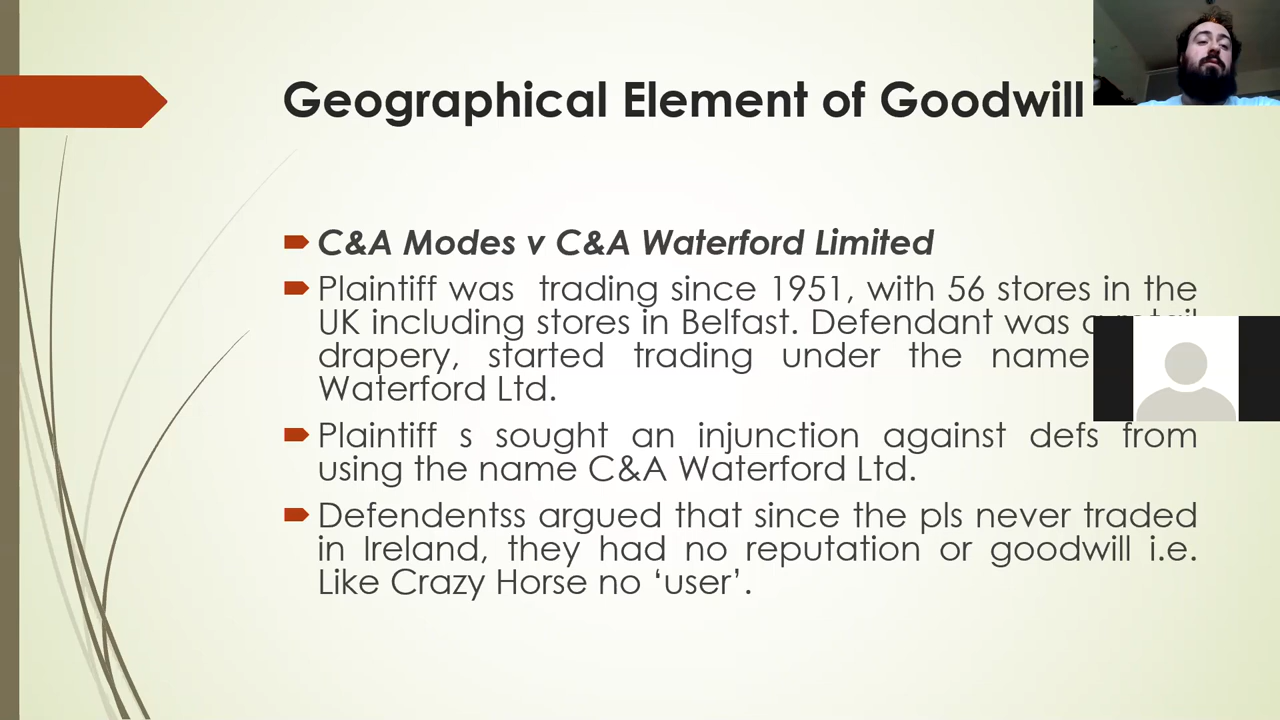 Geographical Element of Goodwill
C&A Modes v C&A Waterford Limited
Plaintiff was trading since 1951, with 56 stores in the
UK including stores in Belfast. Defendant was a
drapery, started trading under the name
Waterford Ltd.
Plaintiff s sought an injunction against defs from
using the name C&A Waterford Ltd.
Defendentss argued that since the pls never traded
in Ireland, they had no reputation or goodwill i.e.
Like Crazy Horse no ‘user’.